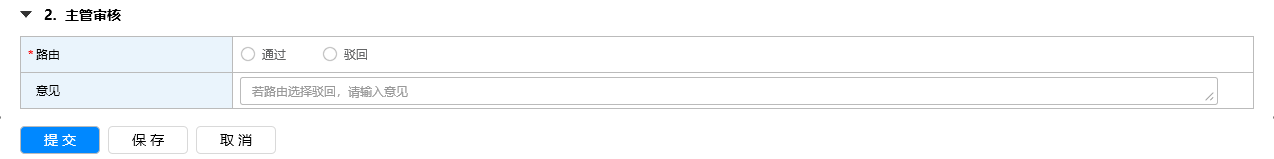 2. 主管审核
*路由 通过 驳回
意见 若路由选择驳回，请输入意见
提交 保存 取消